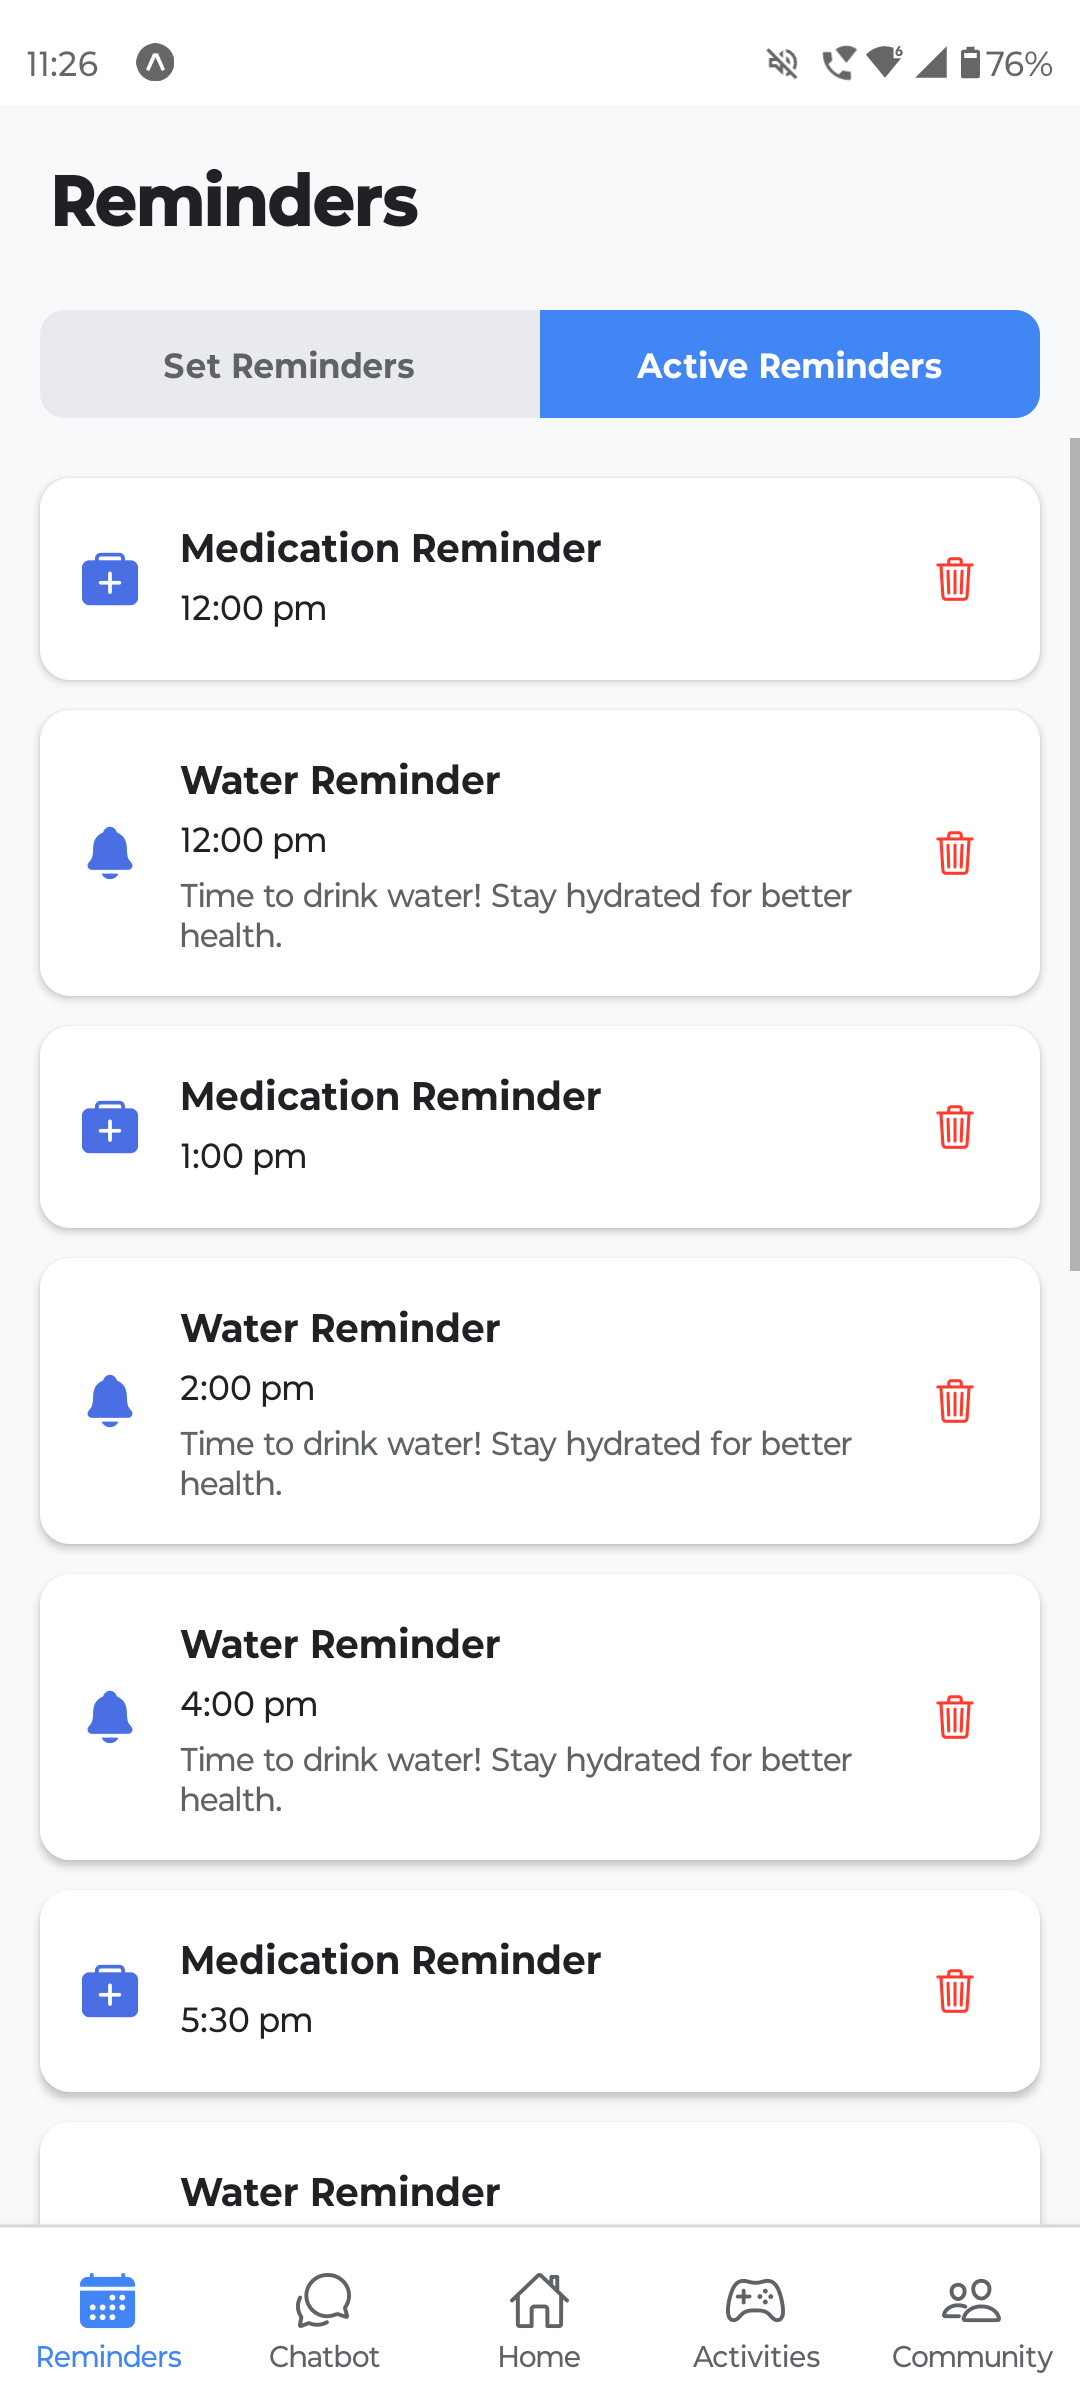 11:26
6
76%
Reminders
Set Reminders
Active Reminders
Medication Reminder
12:00 pm
Water Reminder
12:00 pm
Time to drink water! Stay hydrated for better
health.
Medication Reminder
1:00 pm
Water Reminder
2:00 pm
Time to drink water! Stay hydrated for better
health.
Water Reminder
4:00 pm
Time to drink water! Stay hydrated for better
health.
Medication Reminder
5:30 pm
Water Reminder
Reminders
Chatbot
Home
Activities
Community